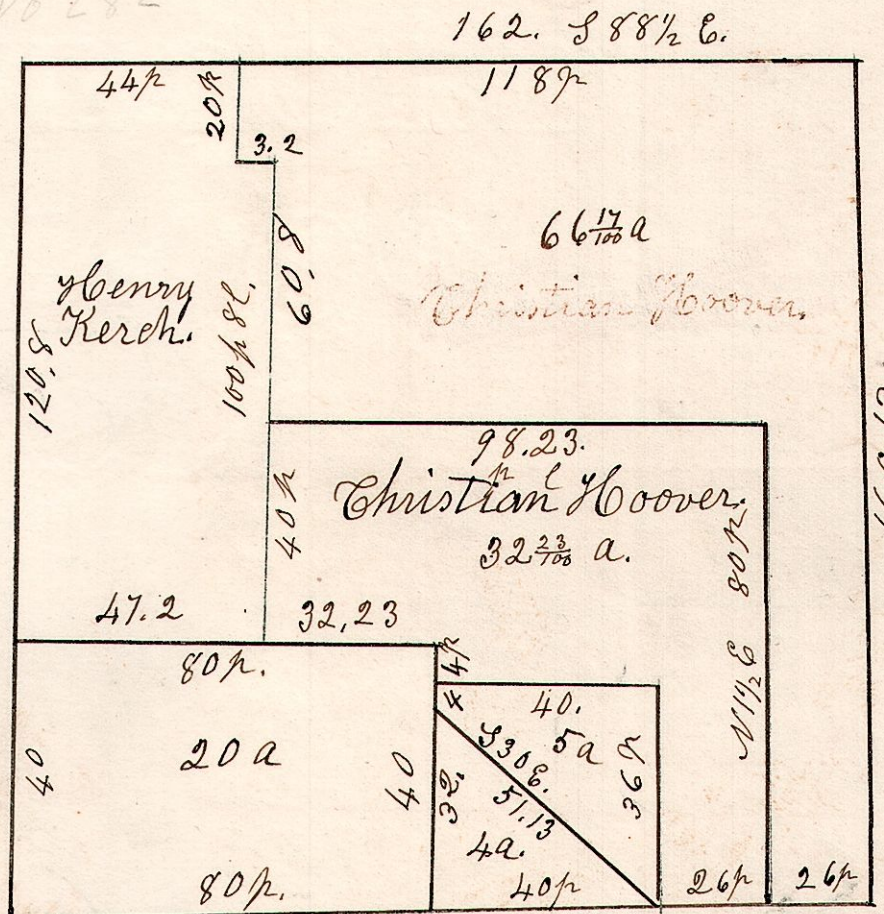 162. S 88½ E.
44p
20p
118p
3.2
66 17/100 a
Christian Hoover.
60,8
Henry
Kerch.
100p 8l.
120,8
98.23.
p l
Christian Hoover.
40p
32 23/100 a.
N 1½ E 80p
47.2
32,23
80p.
4p
4
40.
S 30 E.
5a
36p
40
20 a
40
32.
51.13
4a.
80p.
40p
26p
26p